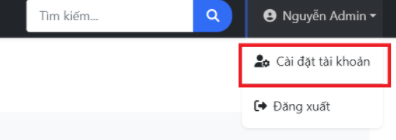 Tìm kiếm...
Nguyễn Admin
Cài đặt tài khoản
Đăng xuất